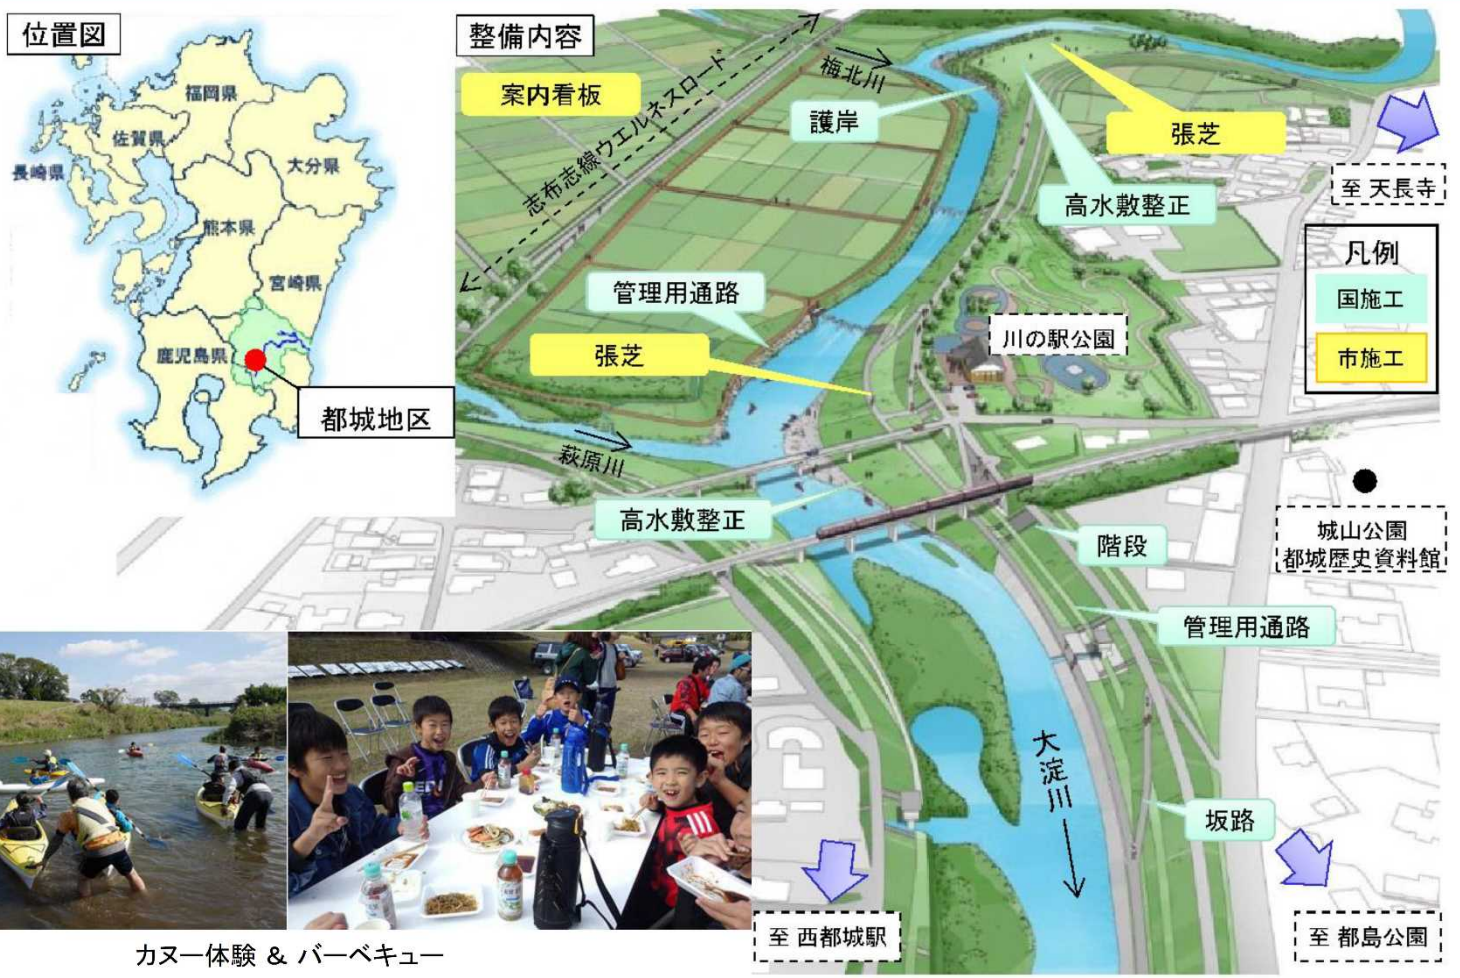 位置図
福岡県
佐賀県
長崎県
大分県
熊本県
宮崎県
鹿児島県
都城地区
整備内容
案内看板
志布志線ウエルネスロード
梅北川
護岸
張芝
高水敷整正
至 天長寺
凡例
国施工
市施工
管理用通路
張芝
川の駅公園
萩原川
高水敷整正
階段
城山公園
都城歴史資料館
管理用通路
大淀川
坂路
至 西都城駅
至 都島公園
カヌー体験 & バーベキュー